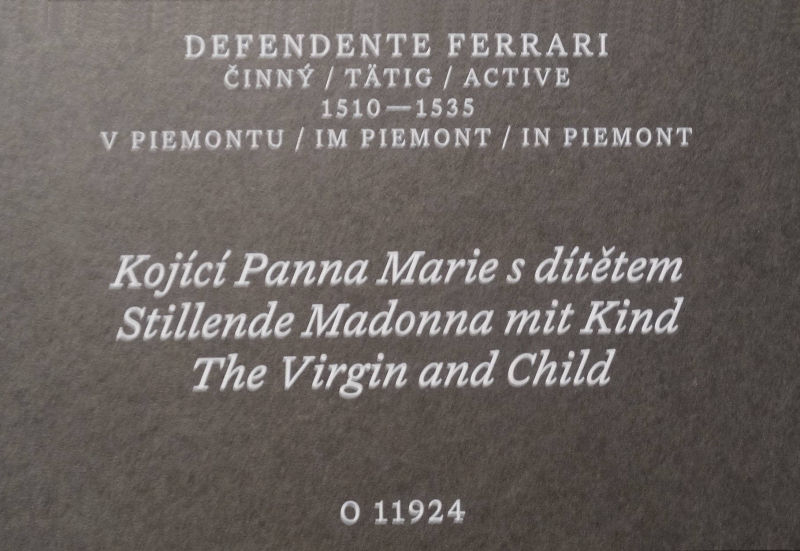 DEFENDENTE FERRARI
ČINNÝ / TÄTIG / ACTIVE
1510—1535
V PIEMONTU / IM PIEMONT / IN PIEMONT
Kojící Panna Marie s dítětem
Stillende Madonna mit Kind
The Virgin and Child
O 11924